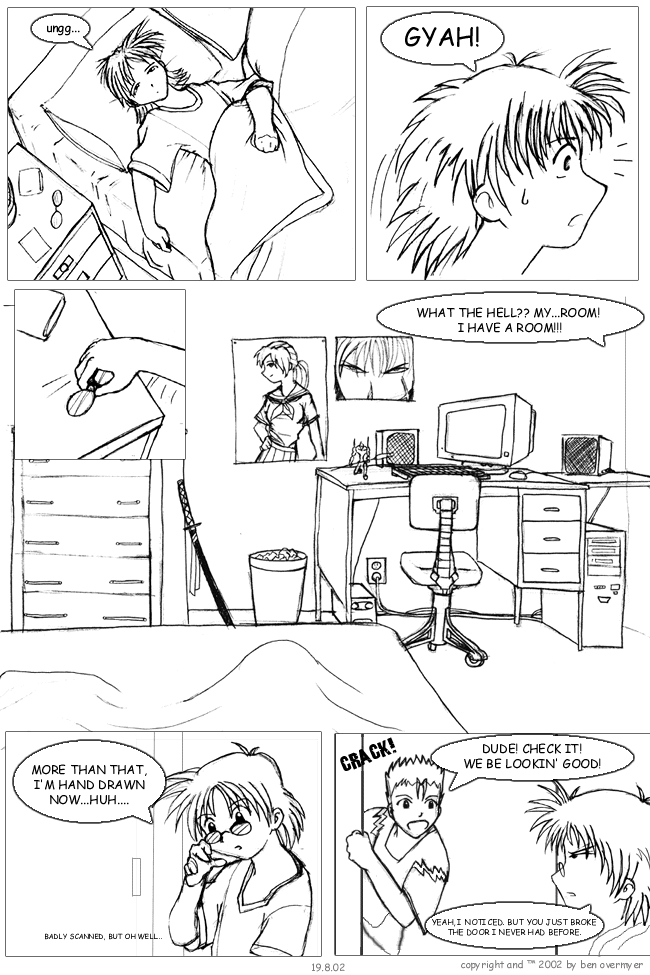 ungg...
GYAH!
WHAT THE HELL?? MY...ROOM!
I HAVE A ROOM!!!
MORE THAN THAT,
I'M HAND DRAWN
NOW...HUH....
BADLY SCANNED, BUT OH WELL...
CRACK!
DUDE! CHECK IT!
WE BE LOOKIN' GOOD!
YEAH, I NOTICED. BUT YOU JUST BROKE
THE DOOR I NEVER HAD BEFORE.
19.8.02
copyright and ™ 2002 by ben overmyer